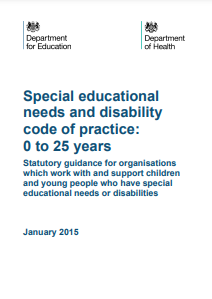 Department
for Education
Department
of Health
Special educational
needs and disability
code of practice:
0 to 25 years
Statutory guidance for organisations
which work with and support children
and young people who have special
educational needs or disabilities
January 2015